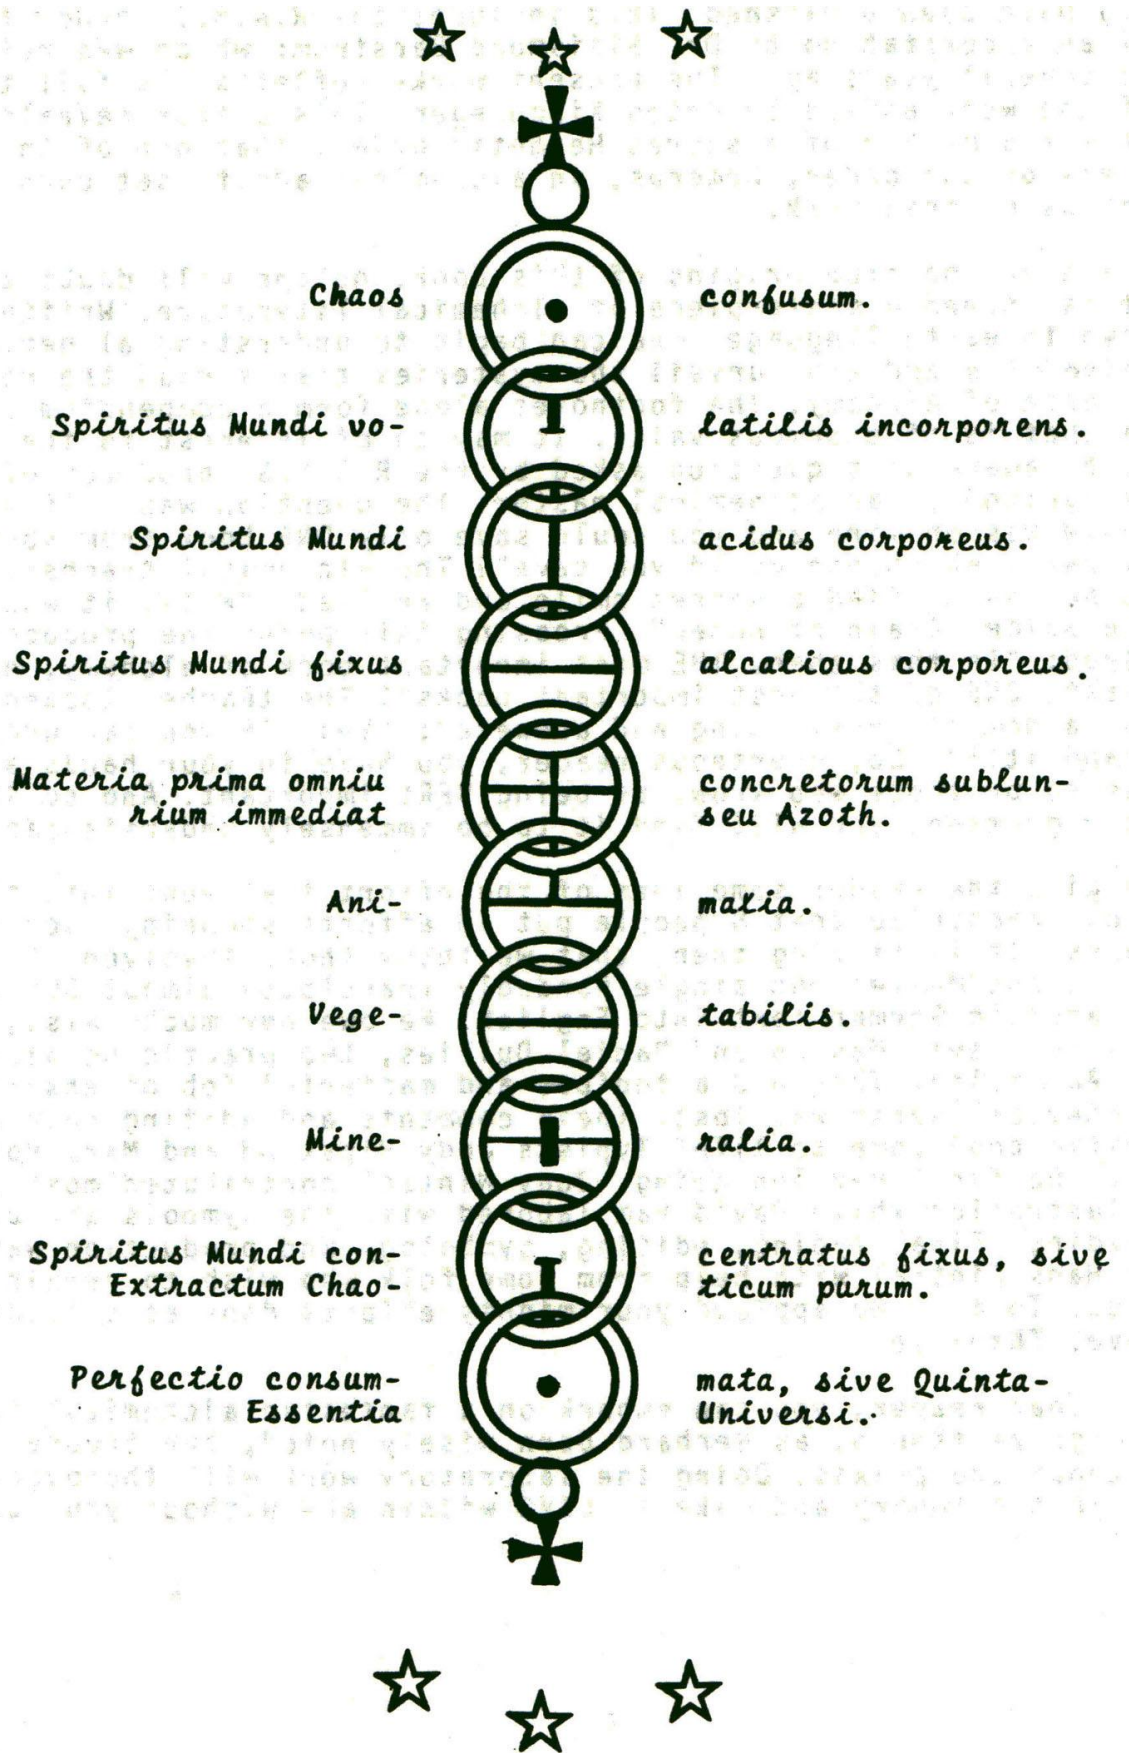 Chaos confusum.
Spiritus Mundi vo- latilis incorporens.
Spiritus Mundi acidus corporeus.
Spiritus Mundi fixus alcalious corporeus.
Materia prima omniu concretorum sublun-
rium immediat seu Azoth.
Ani- malia.
Vege- tabilis.
Mine- ralia.
Spiritus Mundi con- centratus fixus, sive
Extractum Chao- ticum purum.
Perfectio consum- mata, sive Quinta-
Essentia Universi.